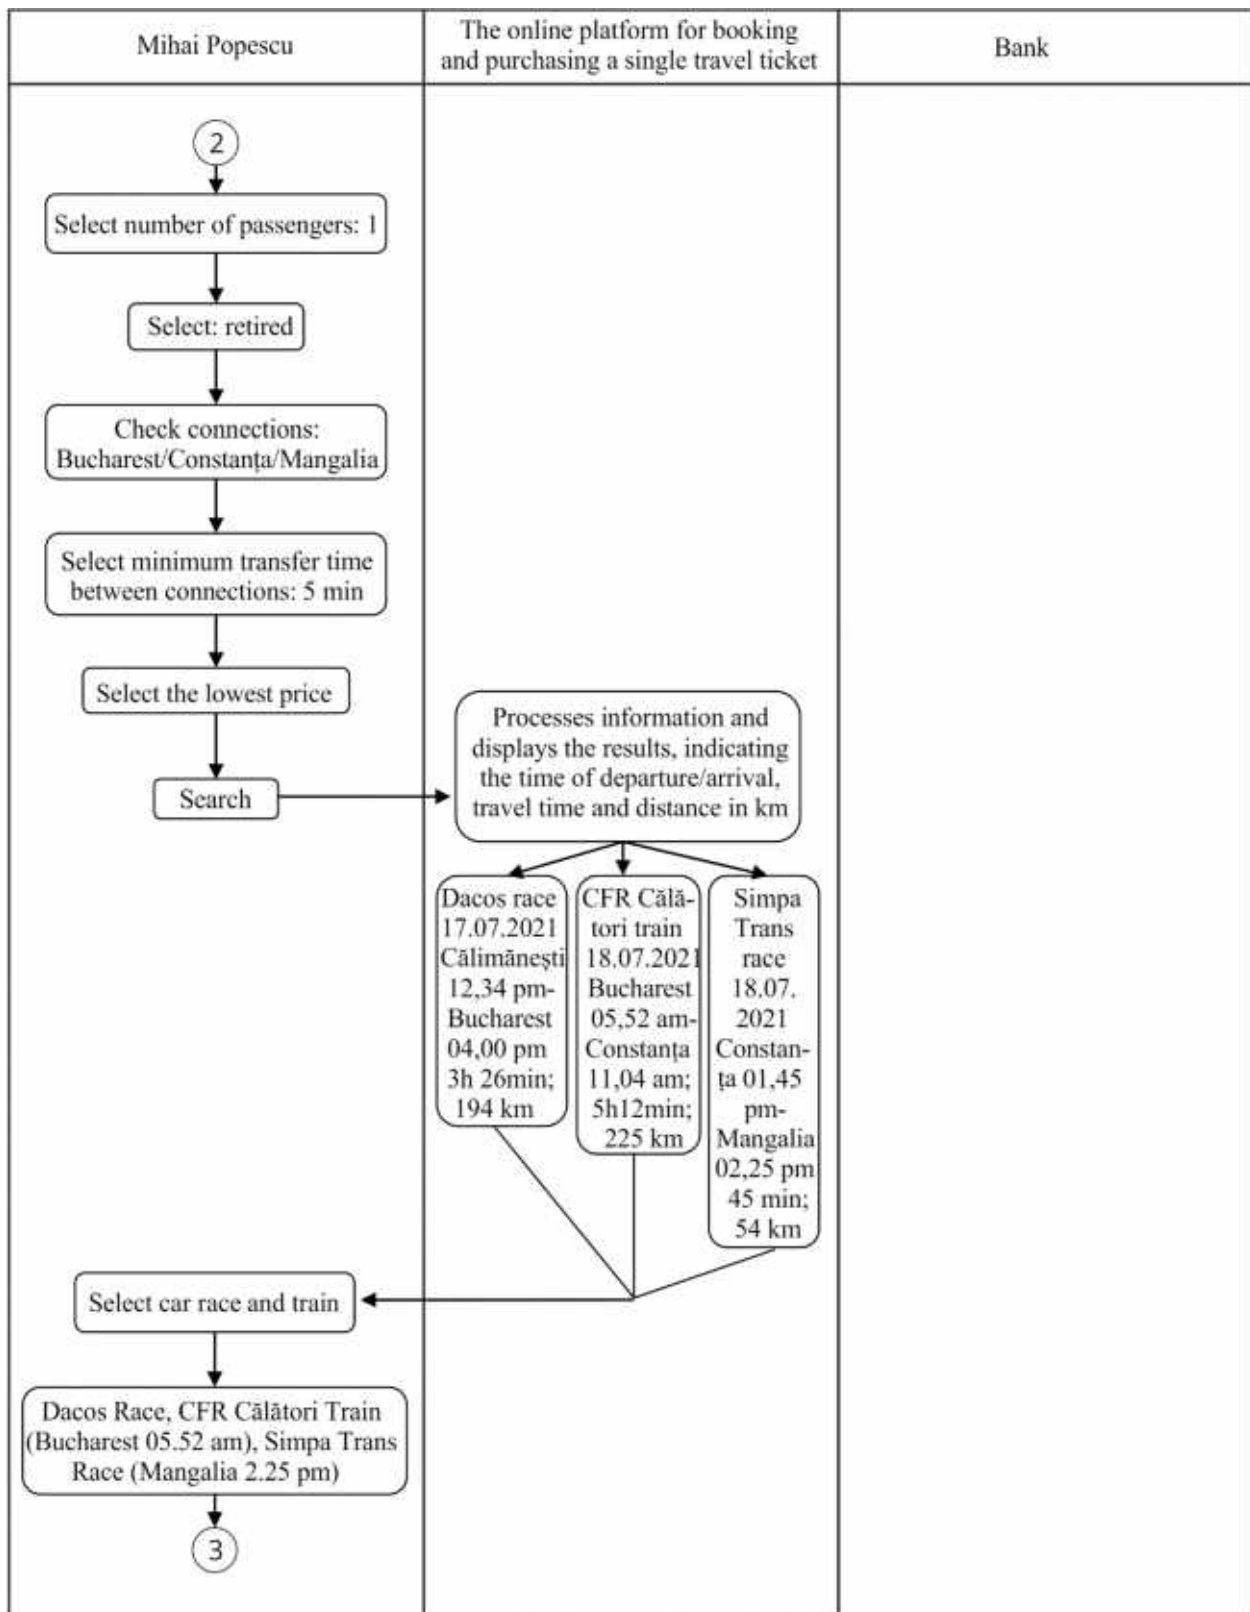 Mihai Popescu
The online platform for booking
and purchasing a single travel ticket
Bank
2
Select number of passengers: 1
Select: retired
Check connections:
Bucharest/Constanța/Mangalia
Select minimum transfer time
between connections: 5 min
Select the lowest price
Search
Processes information and
displays the results, indicating
the time of departure/arrival,
travel time and distance in km
Dacos race
17.07.2021
Călimănești
12,34 pm-
Bucharest
04,00 pm
3h 26min;
194 km
CFR Călă-
tori train
18.07.2021
Bucharest
05,52 am-
Constanța
11,04 am;
5h12min;
225 km
Simpa
Trans
race
18.07.
2021
Constan-
ța 01,45
pm-
Mangalia
02,25 pm
45 min;
54 km
Select car race and train
Dacos Race, CFR Călători Train
(Bucharest 05.52 am), Simpa Trans
Race (Mangalia 2.25 pm)
3